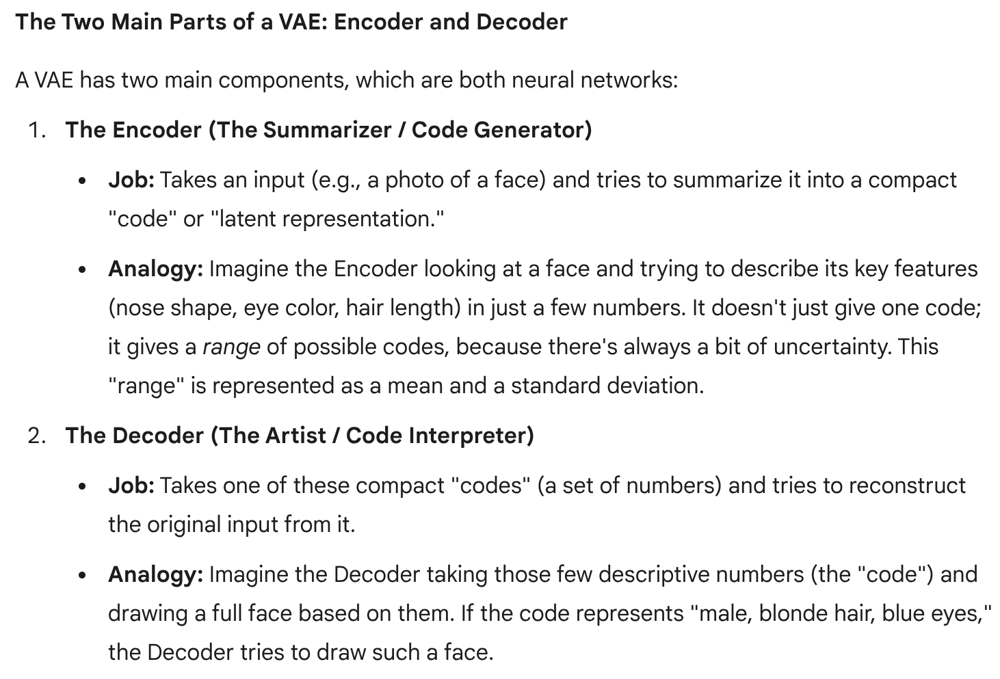 The Two Main Parts of a VAE: Encoder and Decoder
A VAE has two main components, which are both neural networks:
1. The Encoder (The Summarizer / Code Generator)
• Job: Takes an input (e.g., a photo of a face) and tries to summarize it into a compact
"code" or "latent representation."
• Analogy: Imagine the Encoder looking at a face and trying to describe its key features
(nose shape, eye color, hair length) in just a few numbers. It doesn't just give one code;
it gives a range of possible codes, because there's always a bit of uncertainty. This
"range" is represented as a mean and a standard deviation.
2. The Decoder (The Artist / Code Interpreter)
• Job: Takes one of these compact "codes" (a set of numbers) and tries to reconstruct
the original input from it.
• Analogy: Imagine the Decoder taking those few descriptive numbers (the "code") and
drawing a full face based on them. If the code represents "male, blonde hair, blue eyes,"
the Decoder tries to draw such a face.